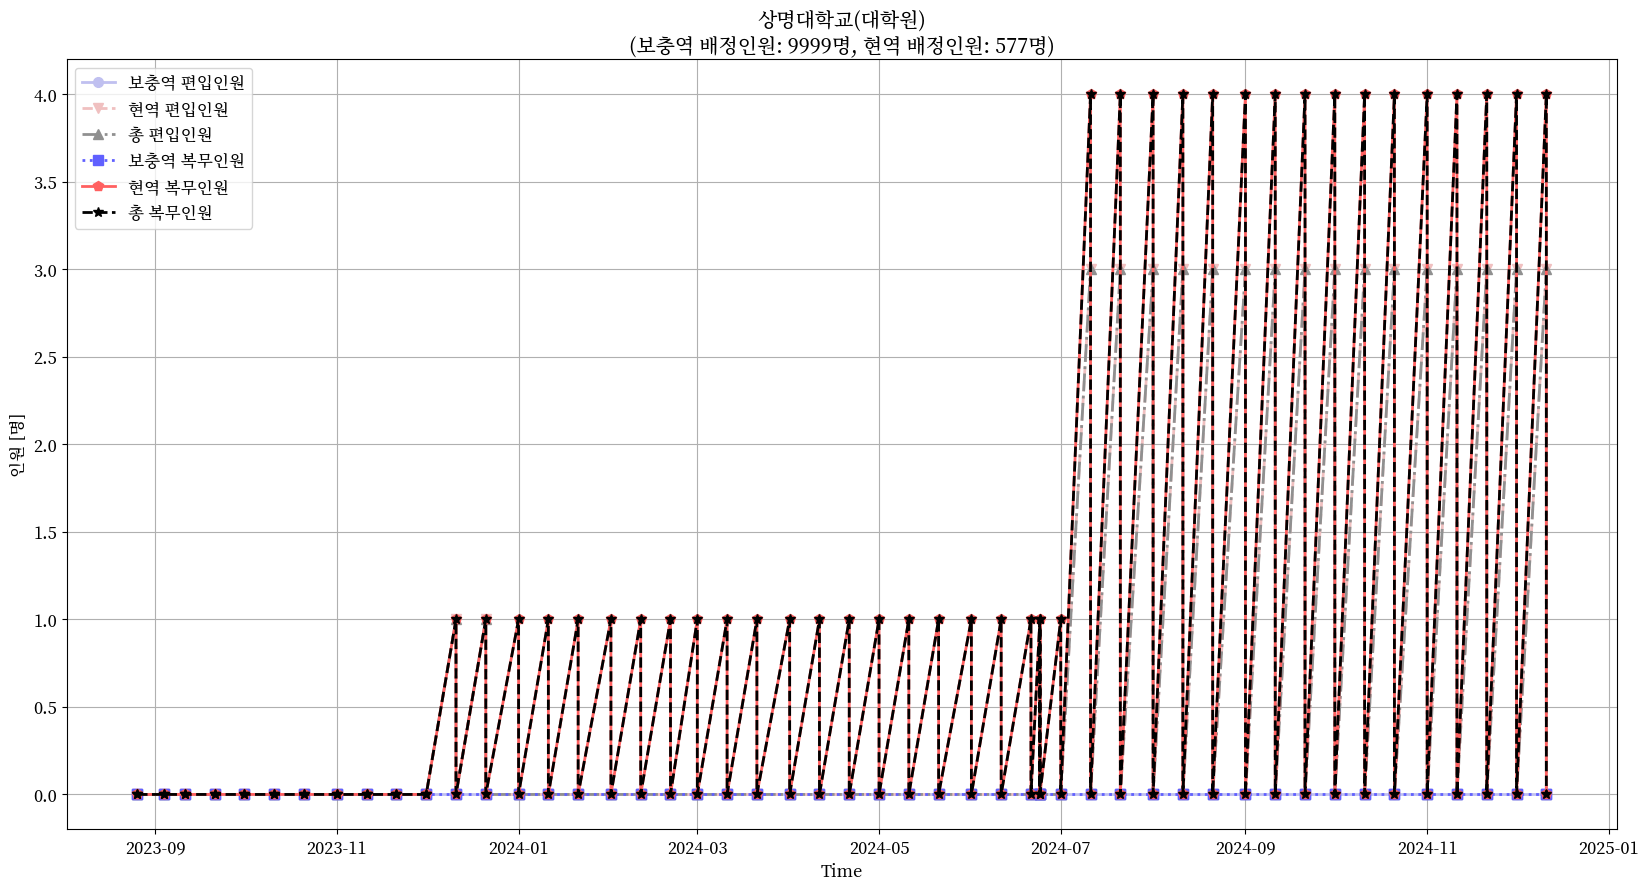 상명대학교(대학원)
(보충역 배정인원: 9999명, 현역 배정인원: 577명)
보충역 편입인원
현역 편입인원
총 편입인원
보충역 복무인원
현역 복무인원
총 복무인원
4.0
3.5
3.0
2.5
2.0
1.5
1.0
0.5
0.0
인원 [명]
2023-09
2023-11
2024-01
2024-03
2024-05
2024-07
2024-09
2024-11
2025-01
Time